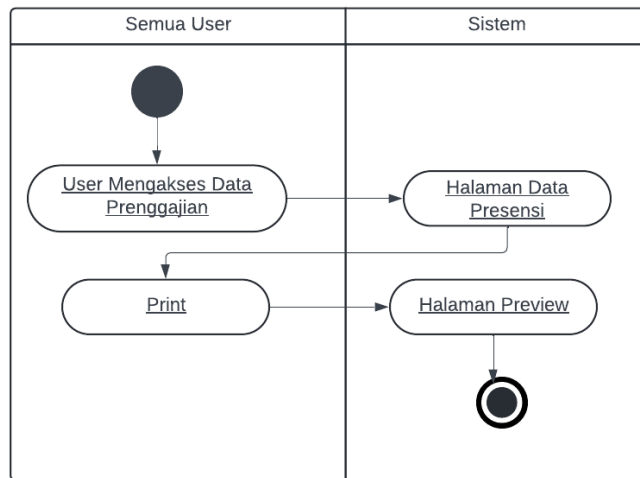 Semua User
Sistem
User Mengakses Data
Prenggajian
Halaman Data
Presensi
Print
Halaman Preview